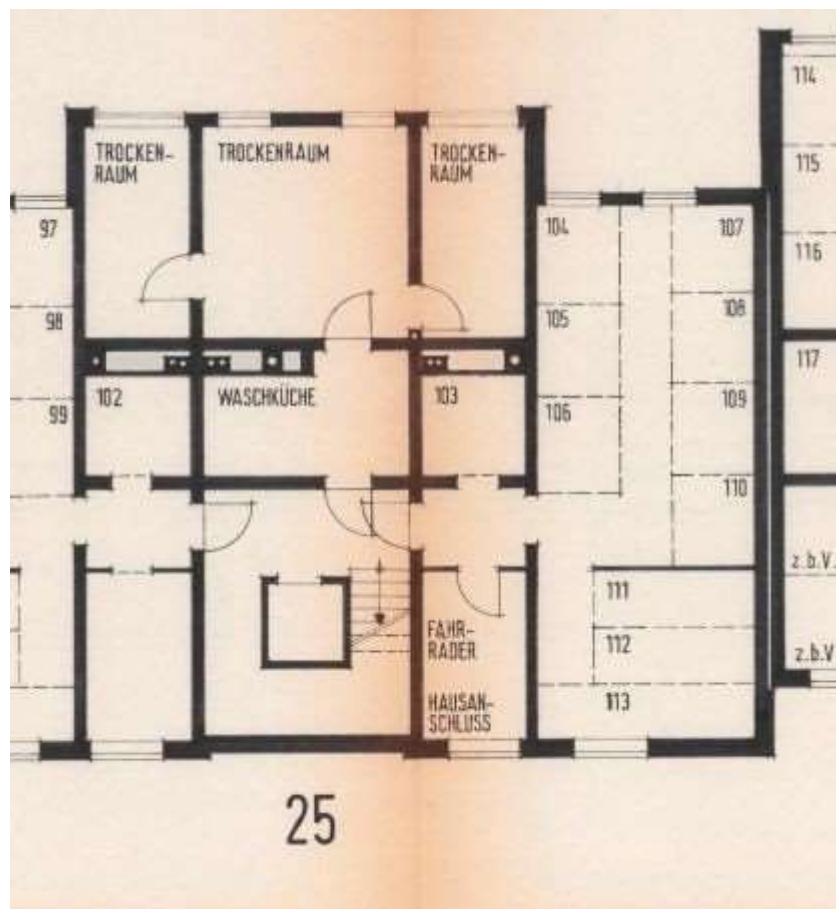 114
TROCKEN-
RAUM
TROCKENRAUM
TROCKEN-
RAUM
115
97
104
107
116
98
105
108
117
99
102
WASCHKÜCHE
103
106
109
110
z.b.V.
111
FAHR-
RÄDER
112
z.b.V
HAUSAN-
SCHLUSS
113
25